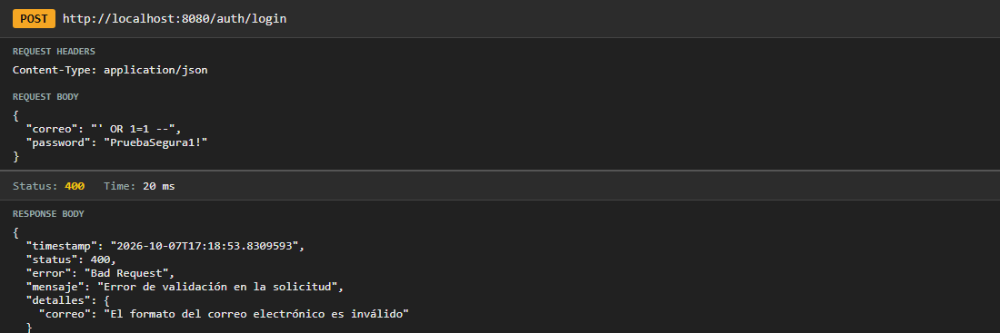 POST http://localhost:8080/auth/login
REQUEST HEADERS
Content-Type: application/json
REQUEST BODY
{
  "correo": "' OR 1=1 --",
  "password": "PruebaSegura1!"
}
Status: 400 Time: 20 ms
RESPONSE BODY
{
  "timestamp": "2026-10-07T17:18:53.8309593",
  "status": 400,
  "error": "Bad Request",
  "mensaje": "Error de validación en la solicitud",
  "detalles": {
    "correo": "El formato del correo electrónico es inválido"
  }